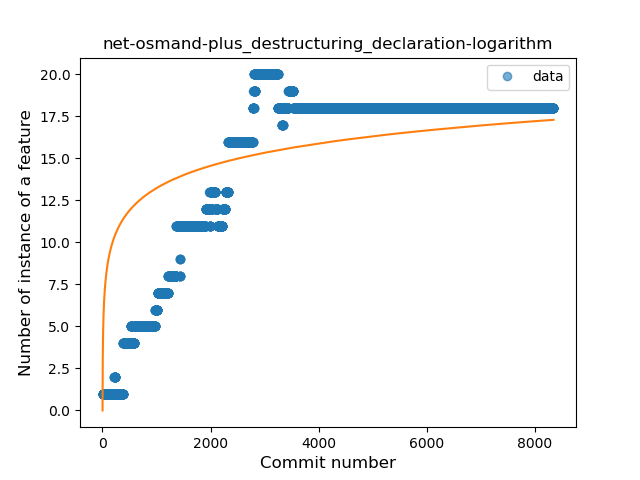 net-osmand-plus_destructuring_declaration-logarithm
data
Number of instance of a feature
20.0
17.5
15.0
12.5
10.0
7.5
5.0
2.5
0.0
0 2000 4000 6000 8000
Commit number